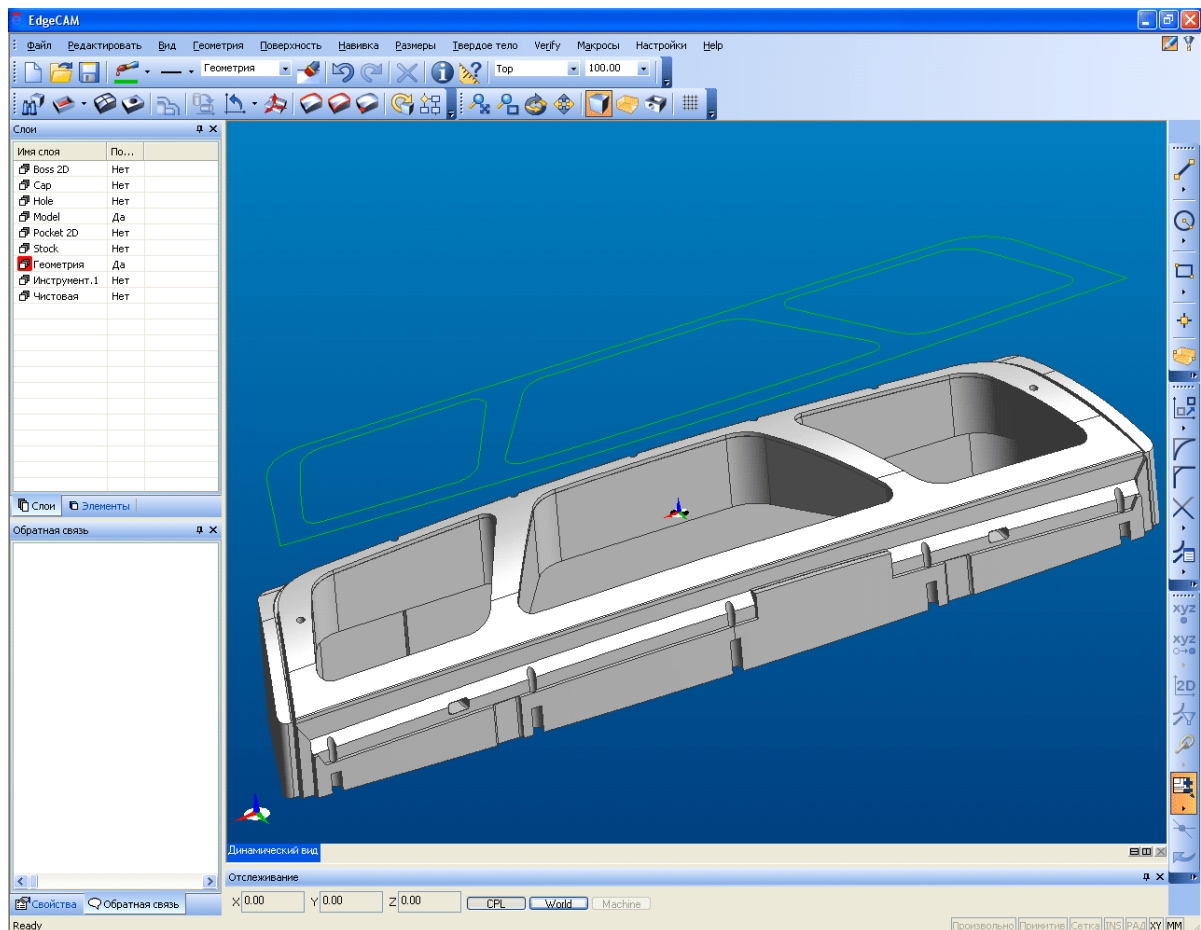 EdgeCAM
Файл Редактировать Вид Геометрия Поверхность Навивка Размеры Твердое тело Verify Макросы Настройки Help
Геометрия Top 100.00
Слои
Имя слоя По...
Boss 2D Нет
Cap Нет
Hole Нет
Model Да
Pocket 2D Нет
Stock Нет
Геометрия Да
Инструмент.1 Нет
Чистовая Нет
Слои Элементы
Обратная связь
xyz
xyz
2D
Динамический вид
Отслеживание
Свойства Обратная связь
X 0.00 Y 0.00 Z 0.00 CPL World Machine
Ready
Произвольно Примитив Сетка INS РАД XY MM